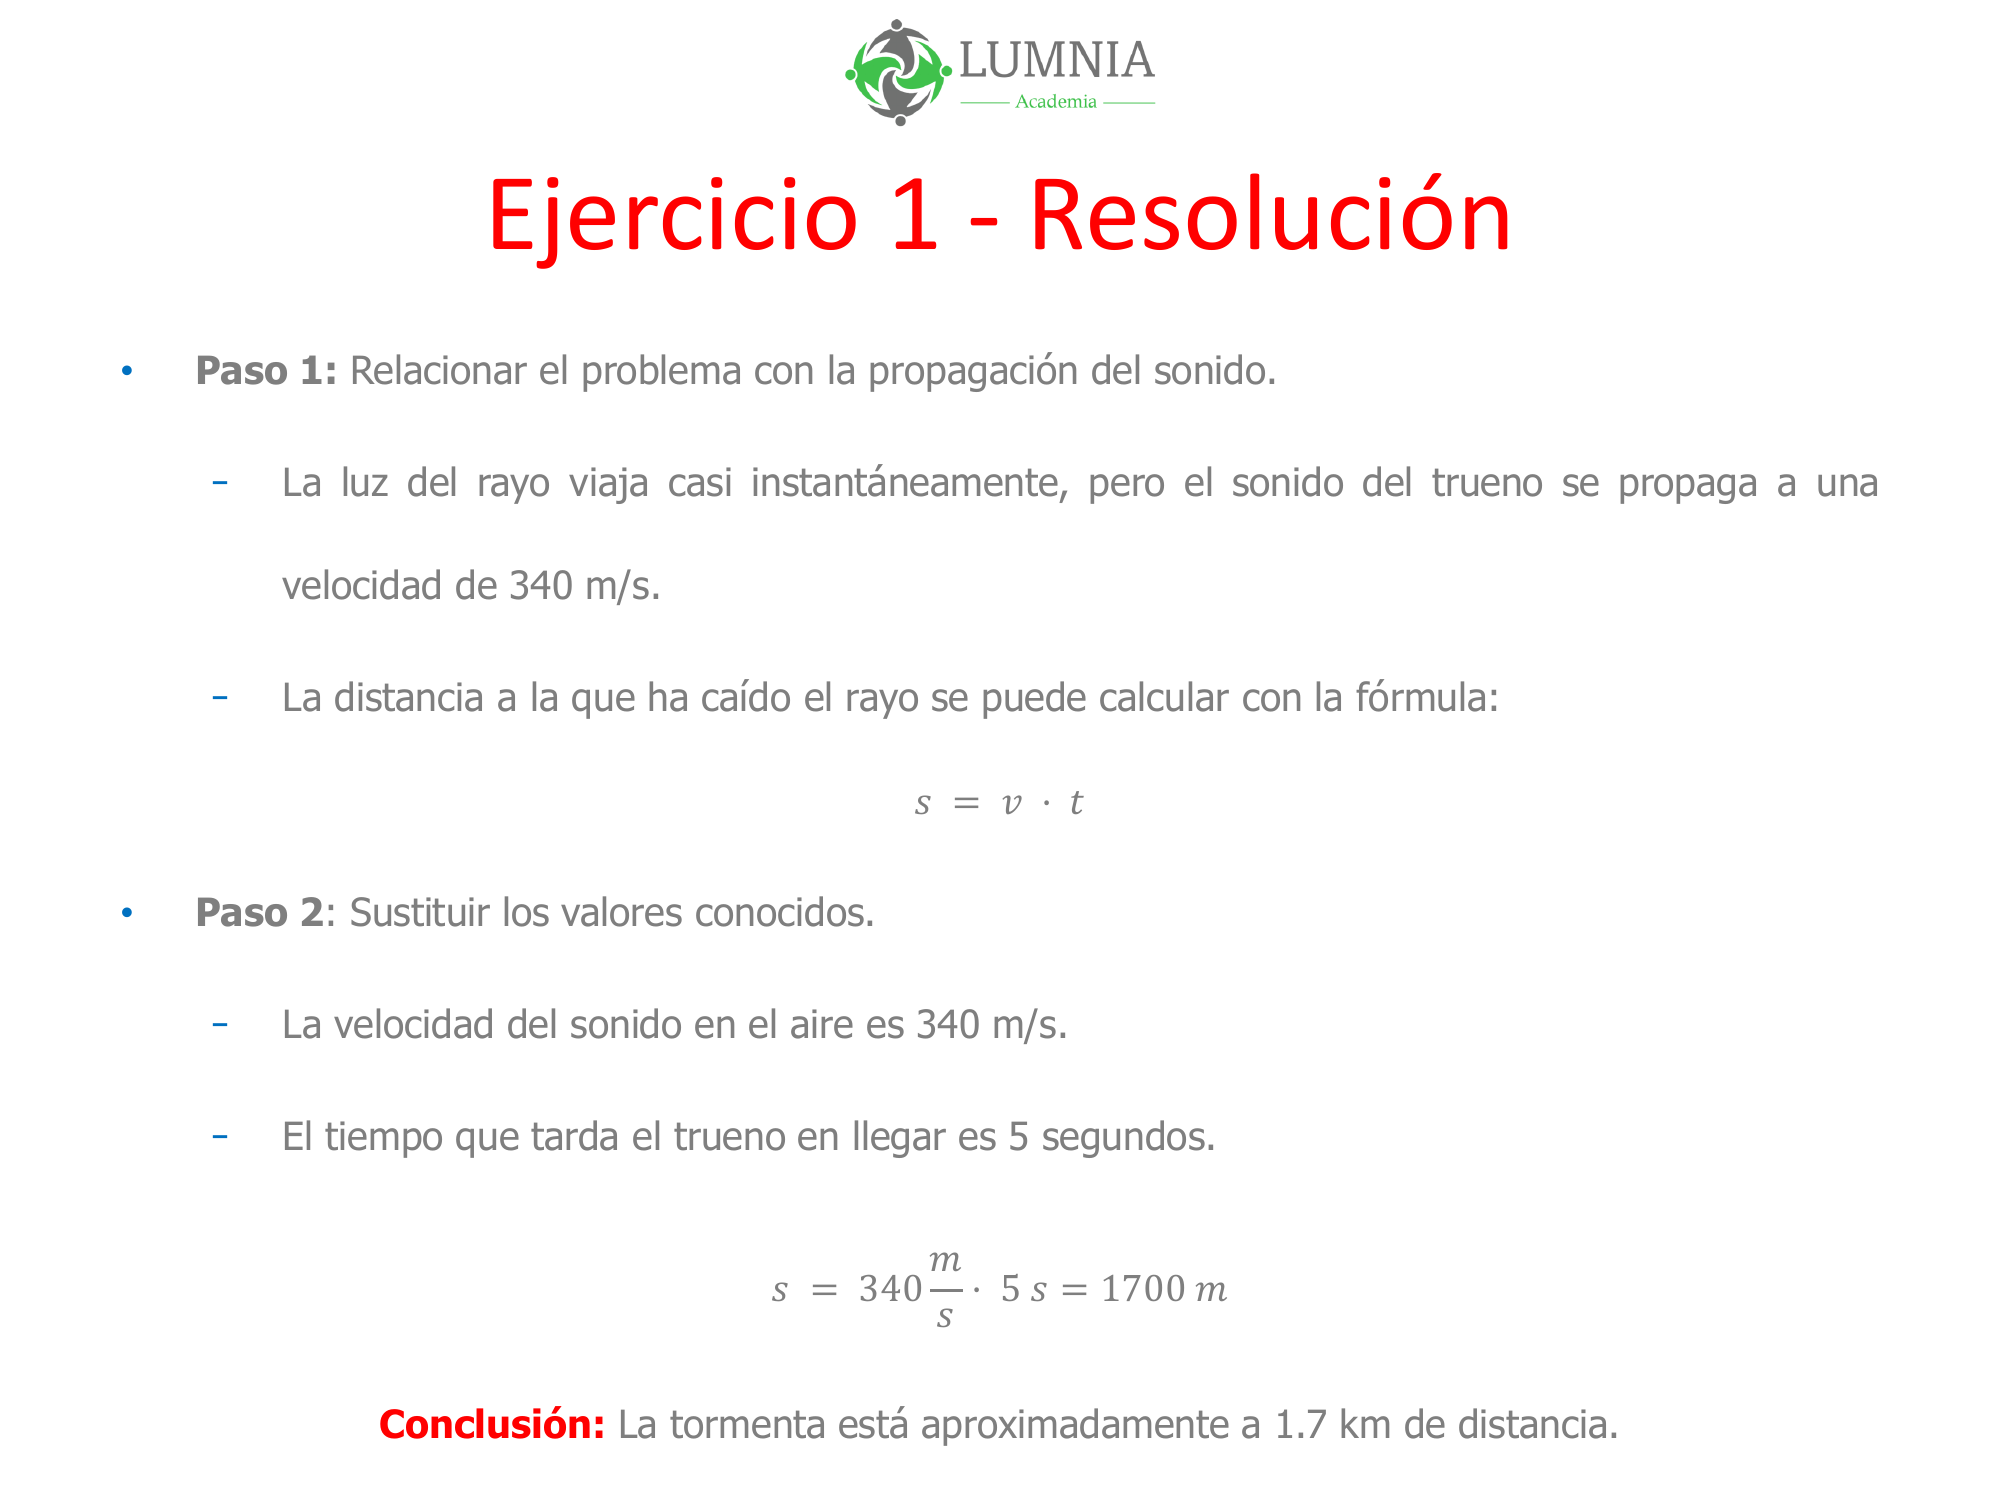 LUMNIA
Academia
Ejercicio 1 - Resolución
• Paso 1: Relacionar el problema con la propagación del sonido.
– La luz del rayo viaja casi instantáneamente, pero el sonido del trueno se propaga a una
velocidad de 340 m/s.
– La distancia a la que ha caído el rayo se puede calcular con la fórmula:
s = v · t
• Paso 2: Sustituir los valores conocidos.
– La velocidad del sonido en el aire es 340 m/s.
– El tiempo que tarda el trueno en llegar es 5 segundos.
s = 340 m/s · 5 s = 1700 m
Conclusión: La tormenta está aproximadamente a 1.7 km de distancia.